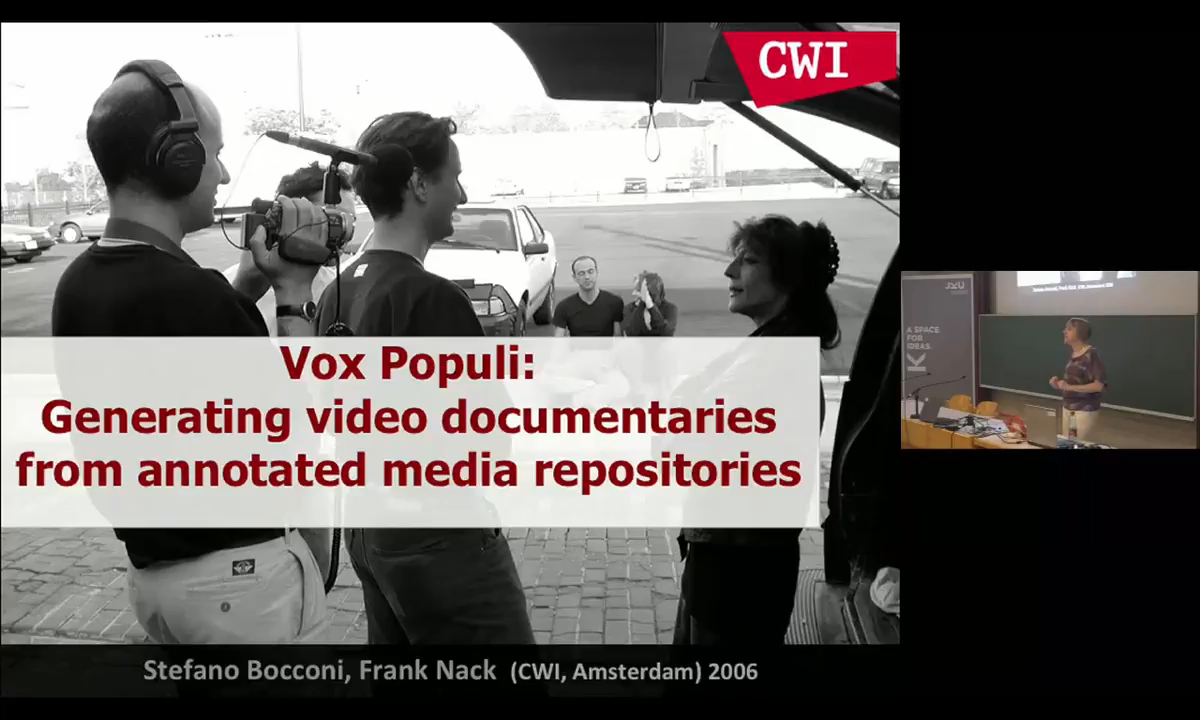 CWI
Vox Populi:
Generating video documentaries
from annotated media repositories
Stefano Bocconi, Frank Nack (CWI, Amsterdam) 2006
JKU
A SPACE
FOR
IDEAS.